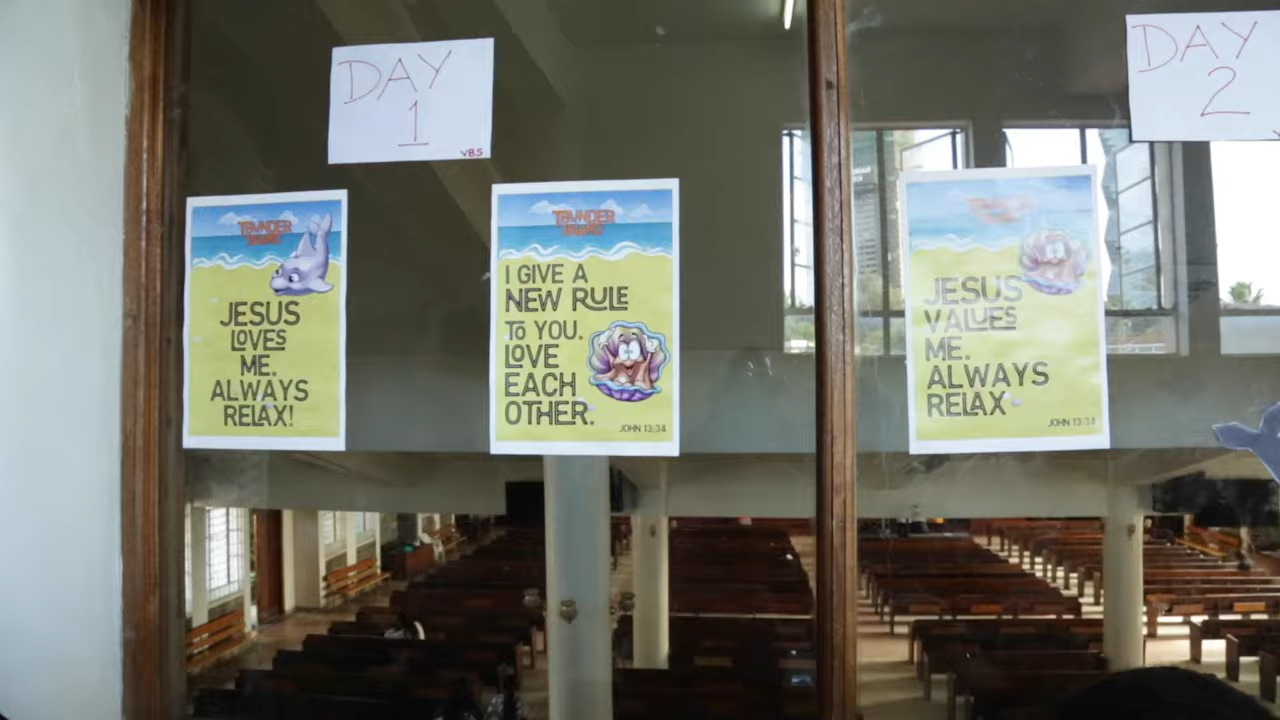 DAY
1
VBS
DAY
2
THUNDER
ISLAND
JESUS
LOVES
ME.
ALWAYS
RELAX!
THUNDER
ISLAND
I GIVE A
NEW RULE
TO YOU.
LOVE
EACH
OTHER.
JOHN 13:34
JESUS
VALUES
ME.
ALWAYS
RELAX
JOHN 13:34